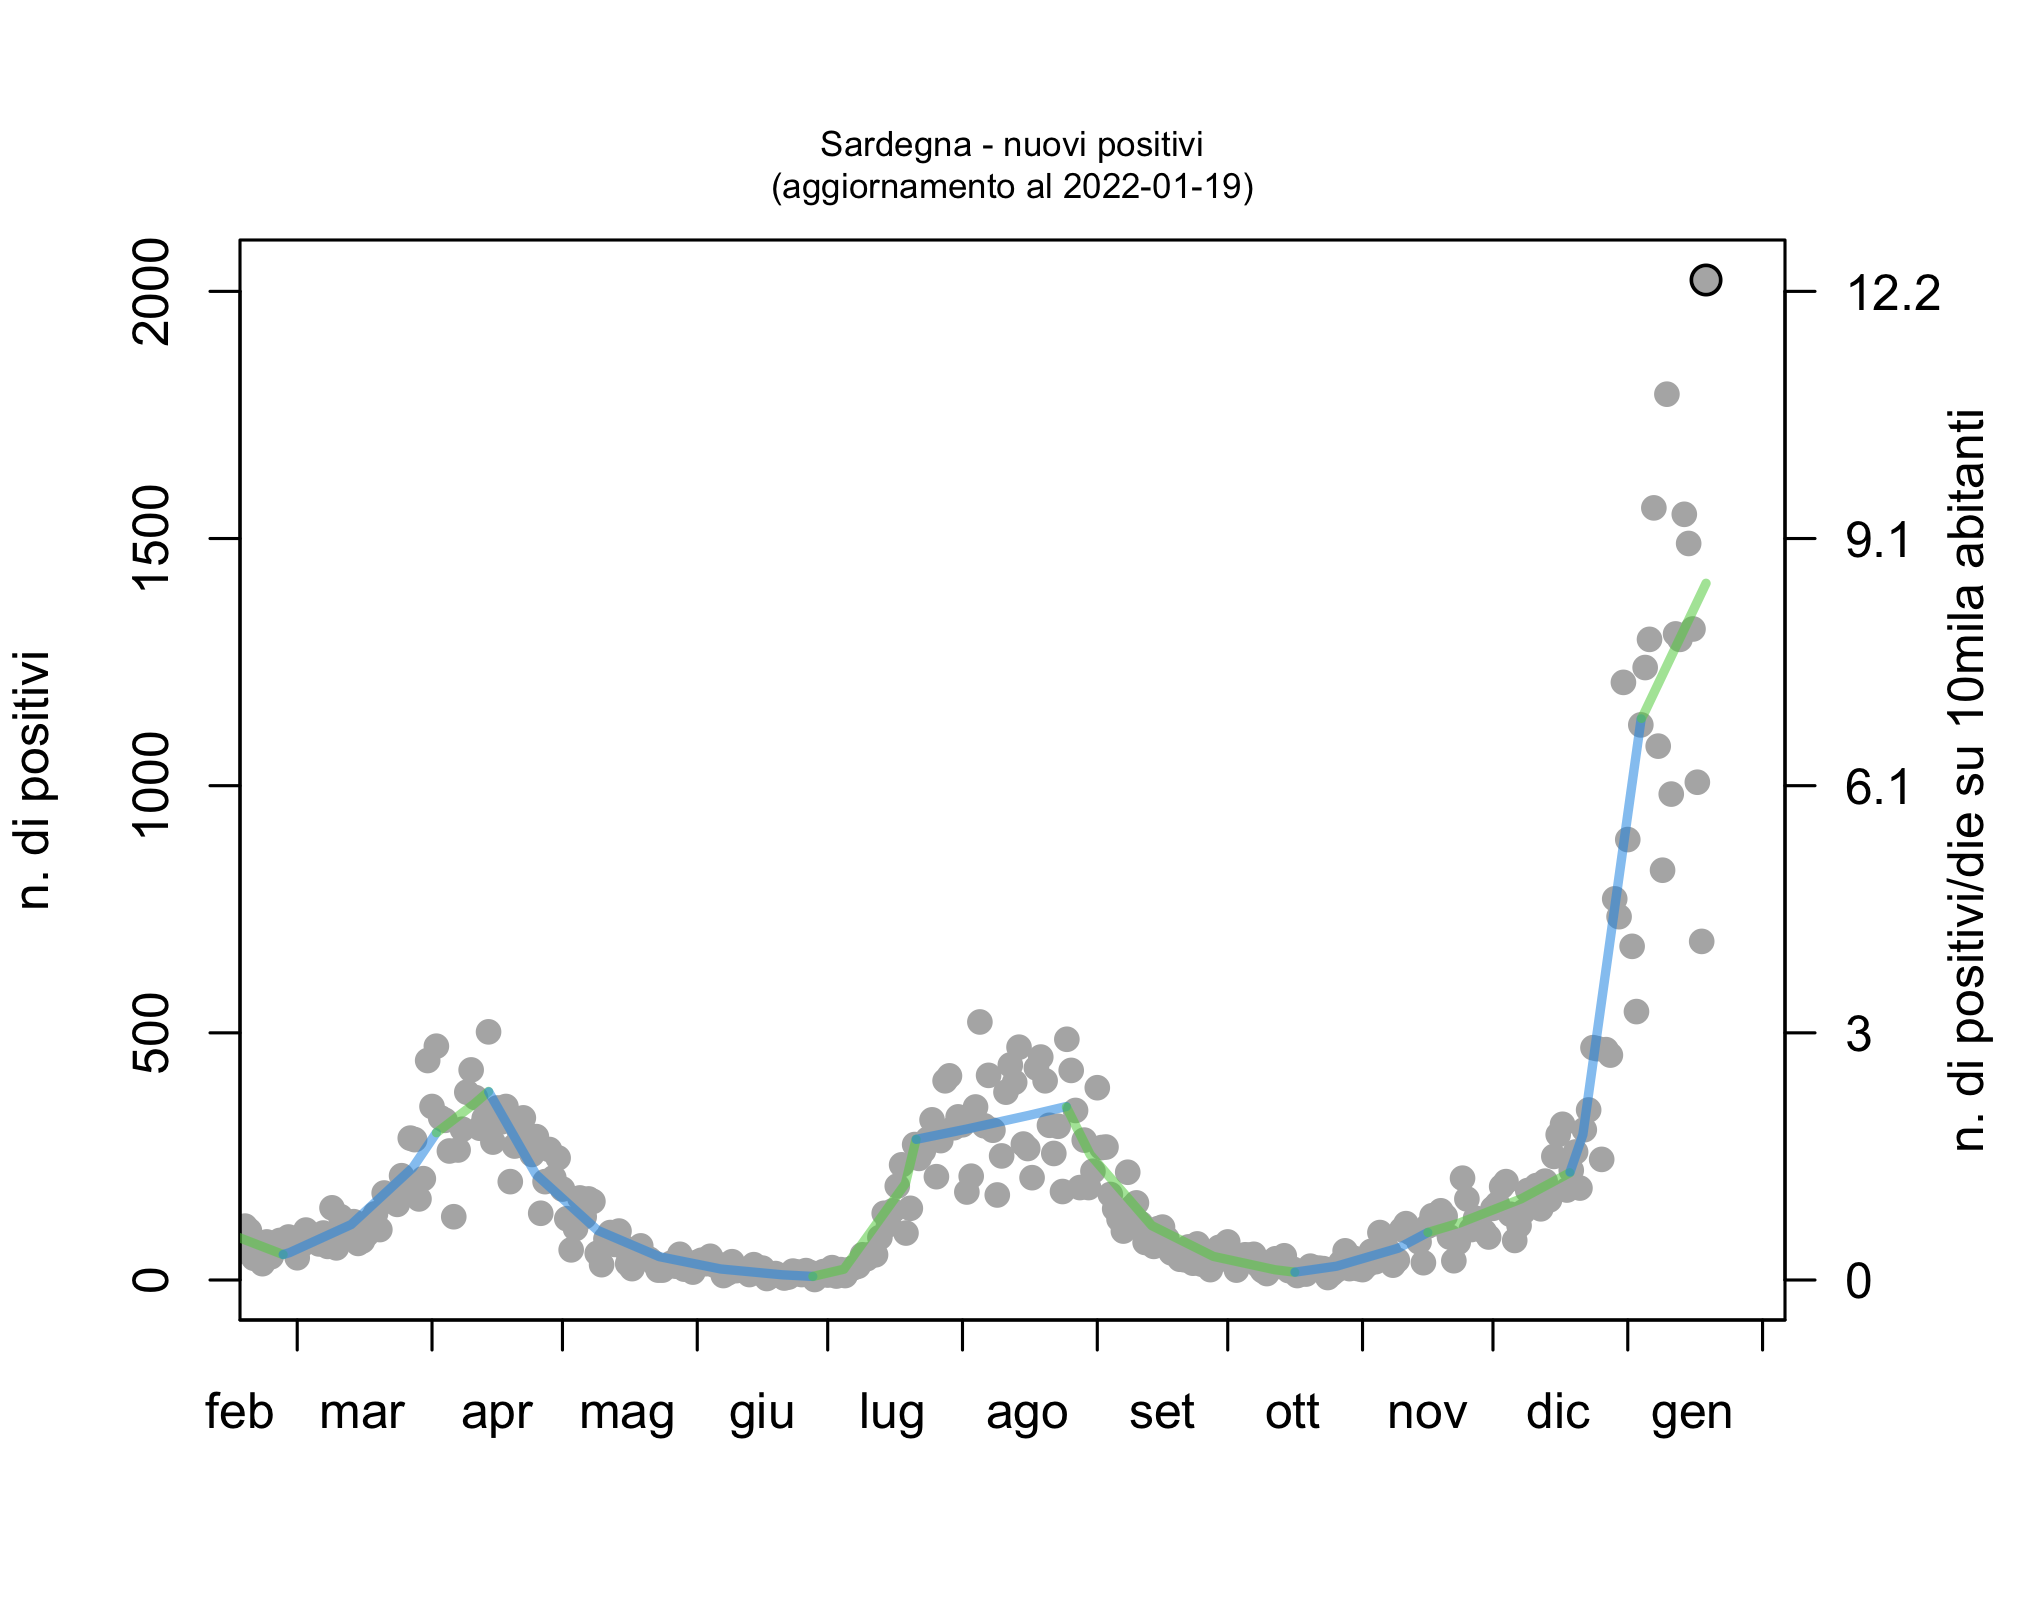 Sardegna - nuovi positivi
(aggiornamento al 2022-01-19)
n. di positivi
2000
1500
1000
500
0
12.2
9.1
6.1
3
0
n. di positivi/die su 10mila abitanti
feb mar apr mag giu lug ago set ott nov dic gen